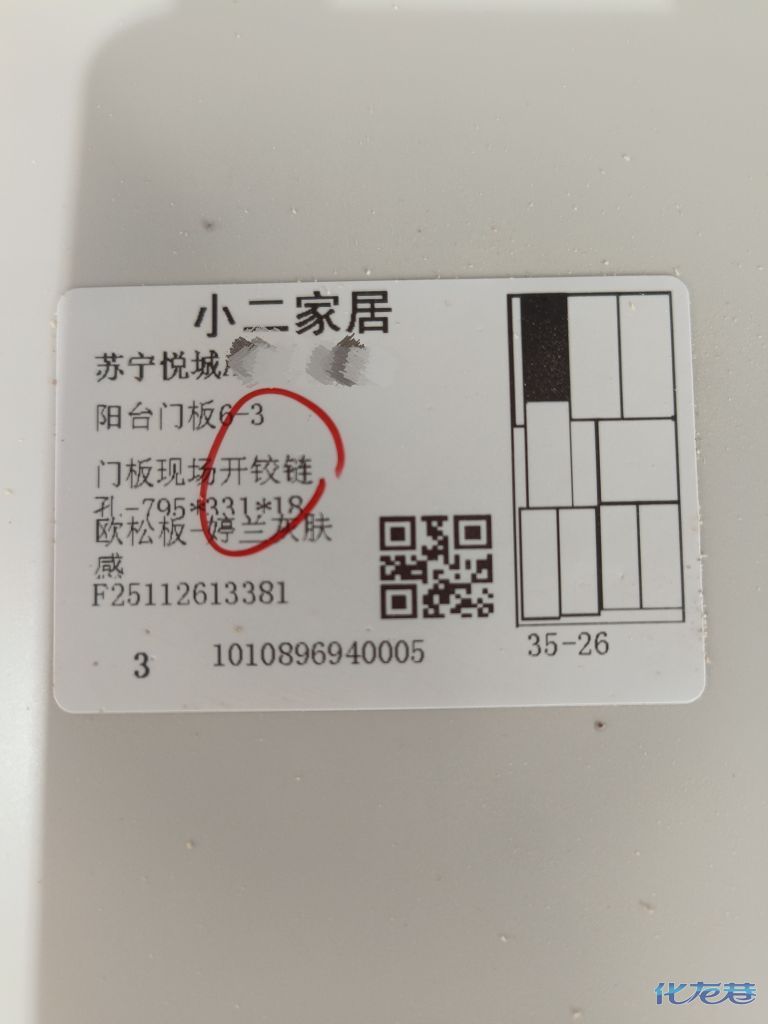 小二家居
苏宁悦城
阳台门板6-3
门板现场开铰链
孔-795*331*18
欧松板-婷兰灰肤
感
F25112613381
3
1010896940005
35-26
化龙巷